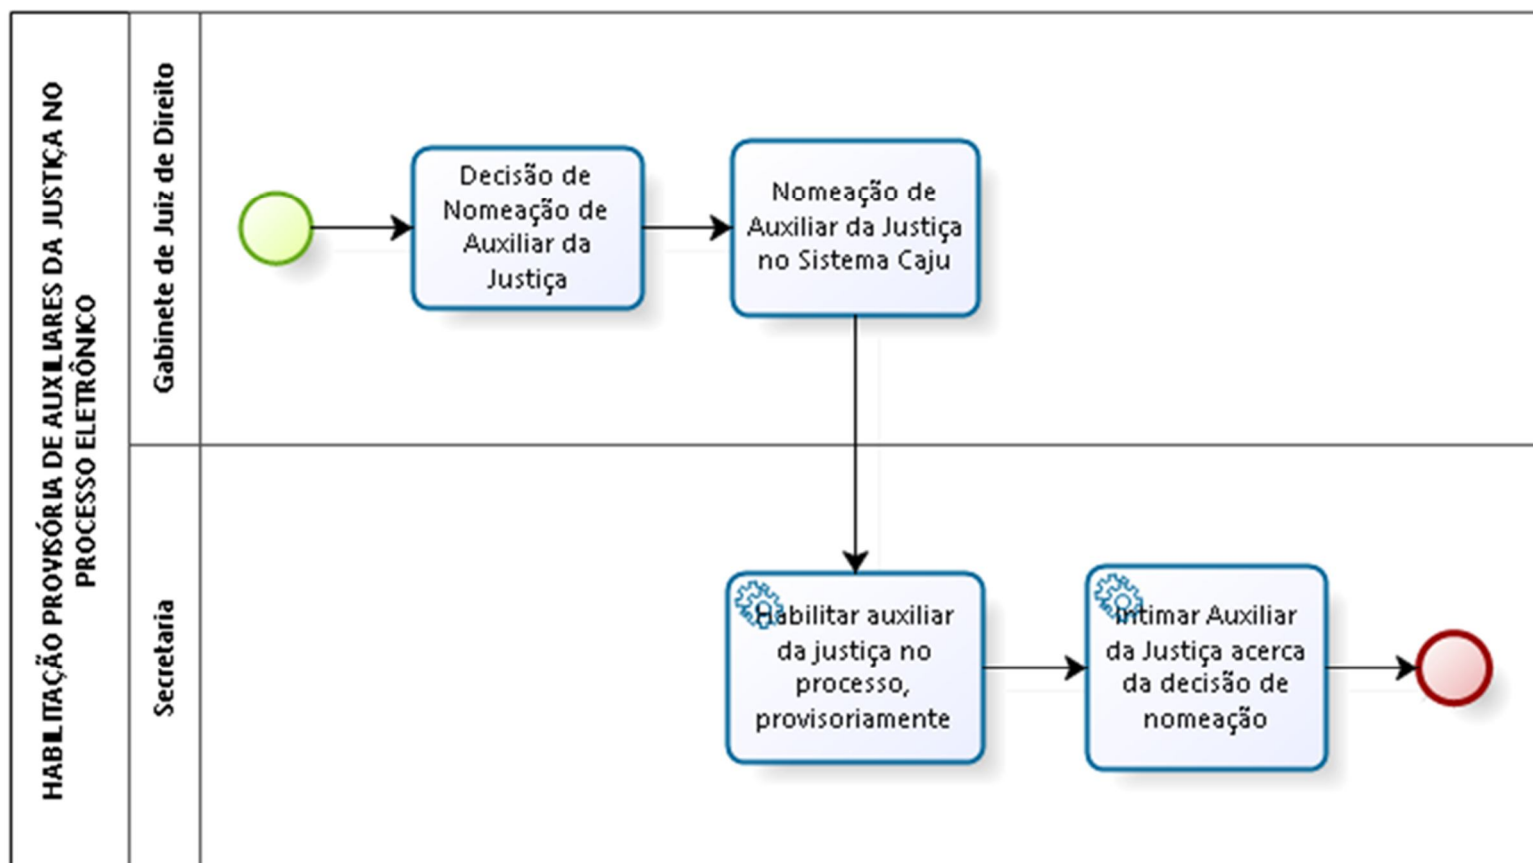 HABILITAÇÃO PROVISÓRIA DE AUXILIARES DA JUSTIÇA NO
PROCESSO ELETRÔNICO
Gabinete de Juiz de Direito
Decisão de
Nomeação de
Auxiliar da
Justiça
Nomeação de
Auxiliar da Justiça
no Sistema Caju
Secretaria
Habilitar auxiliar
da justiça no
processo,
provisoriamente
Intimar Auxiliar
da Justiça acerca
da decisão de
nomeação